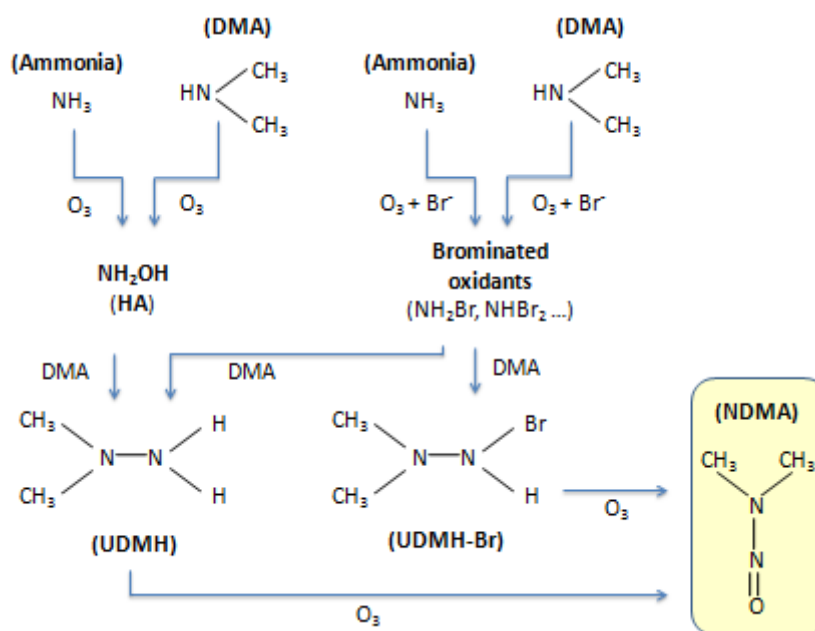 (DMA)
(DMA)
(Ammonia)
(Ammonia)
NH₃
HN
CH₃
CH₃
NH₃
HN
CH₃
CH₃
O₃
O₃
O₃ + Br⁻
O₃ + Br⁻
NH₂OH
(HA)
Brominated
oxidants
(NH₂Br, NHBr₂ ...)
DMA
DMA
DMA
CH₃
CH₃
N
N
H
H
(UDMH)
CH₃
CH₃
N
N
Br
H
(UDMH-Br)
O₃
(NDMA)
CH₃
CH₃
N
N
O
O₃